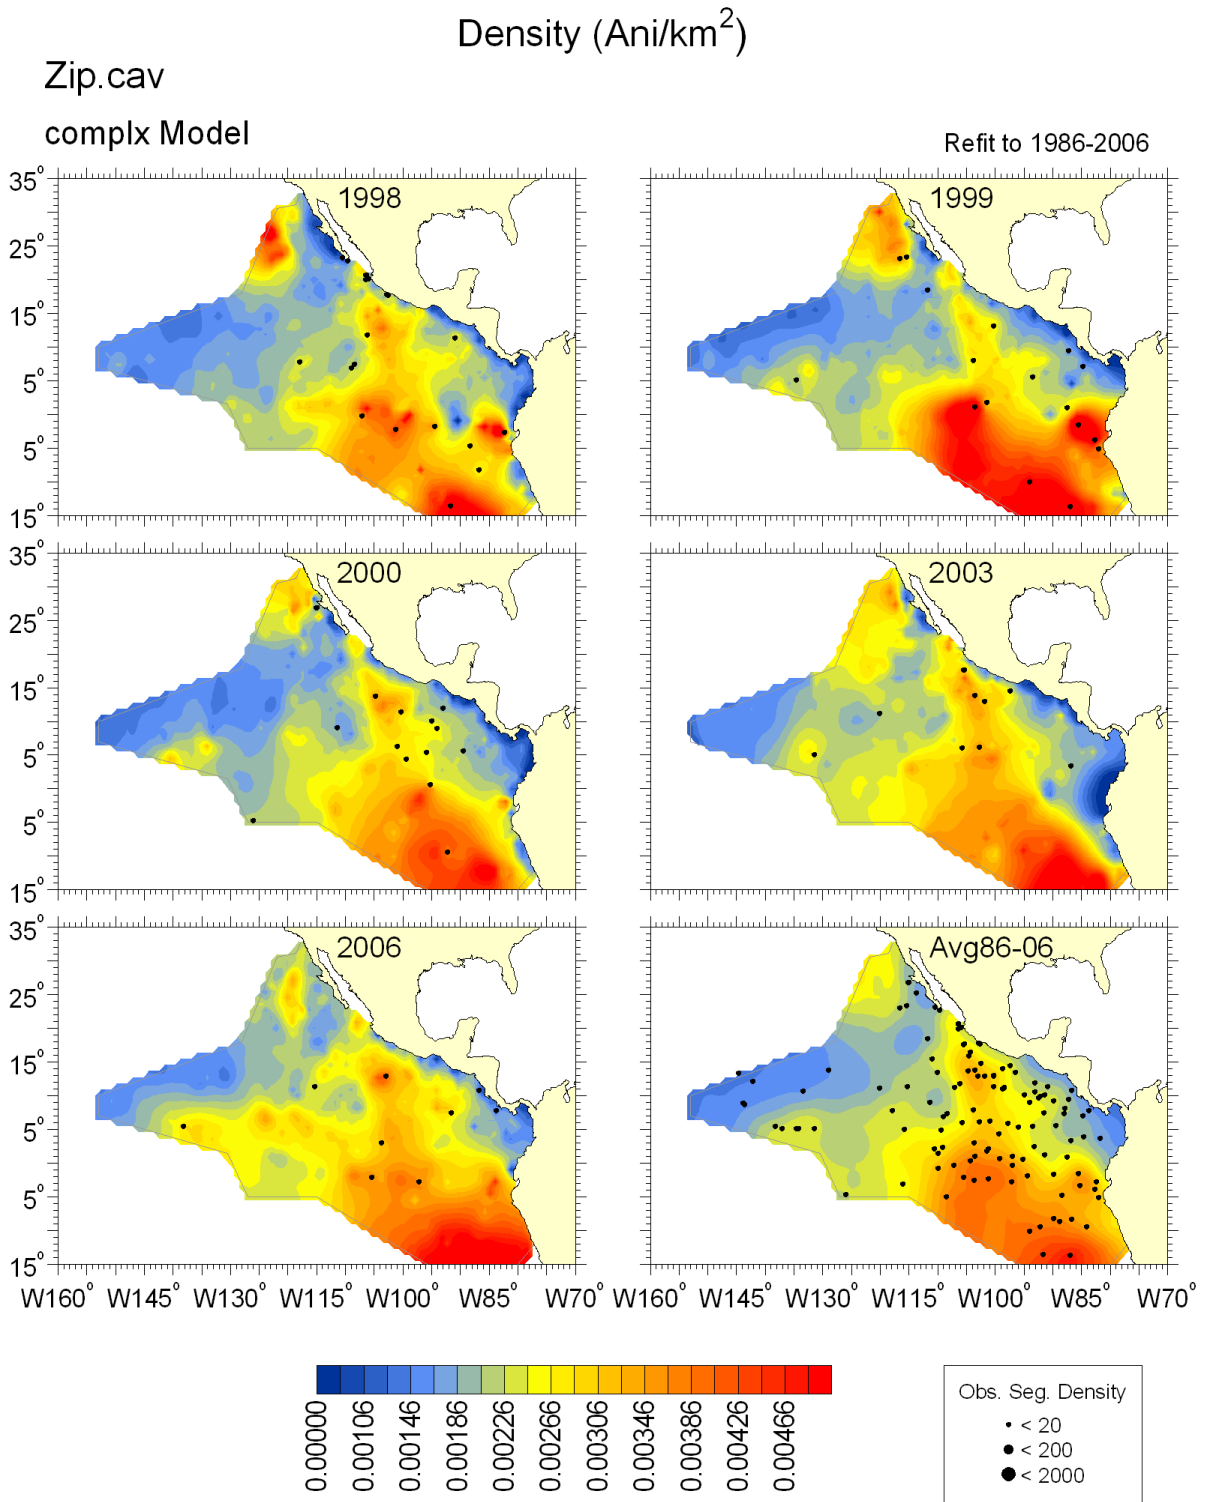 Density (Ani/km²)
Zip.cav
complx Model
Refit to 1986-2006
35° 1998 1999
25°
15°
5°
5°
15°
35° 2000 2003
25°
15°
5°
5°
15°
35° 2006 Avg86-06
25°
15°
5°
5°
15°
W160° W145° W130° W115° W100° W85° W70° W160° W145° W130° W115° W100° W85° W70°
0.00000 0.00106 0.00146 0.00186 0.00226 0.00266 0.00306 0.00346 0.00386 0.00426 0.00466
Obs. Seg. Density
< 20
< 200
< 2000